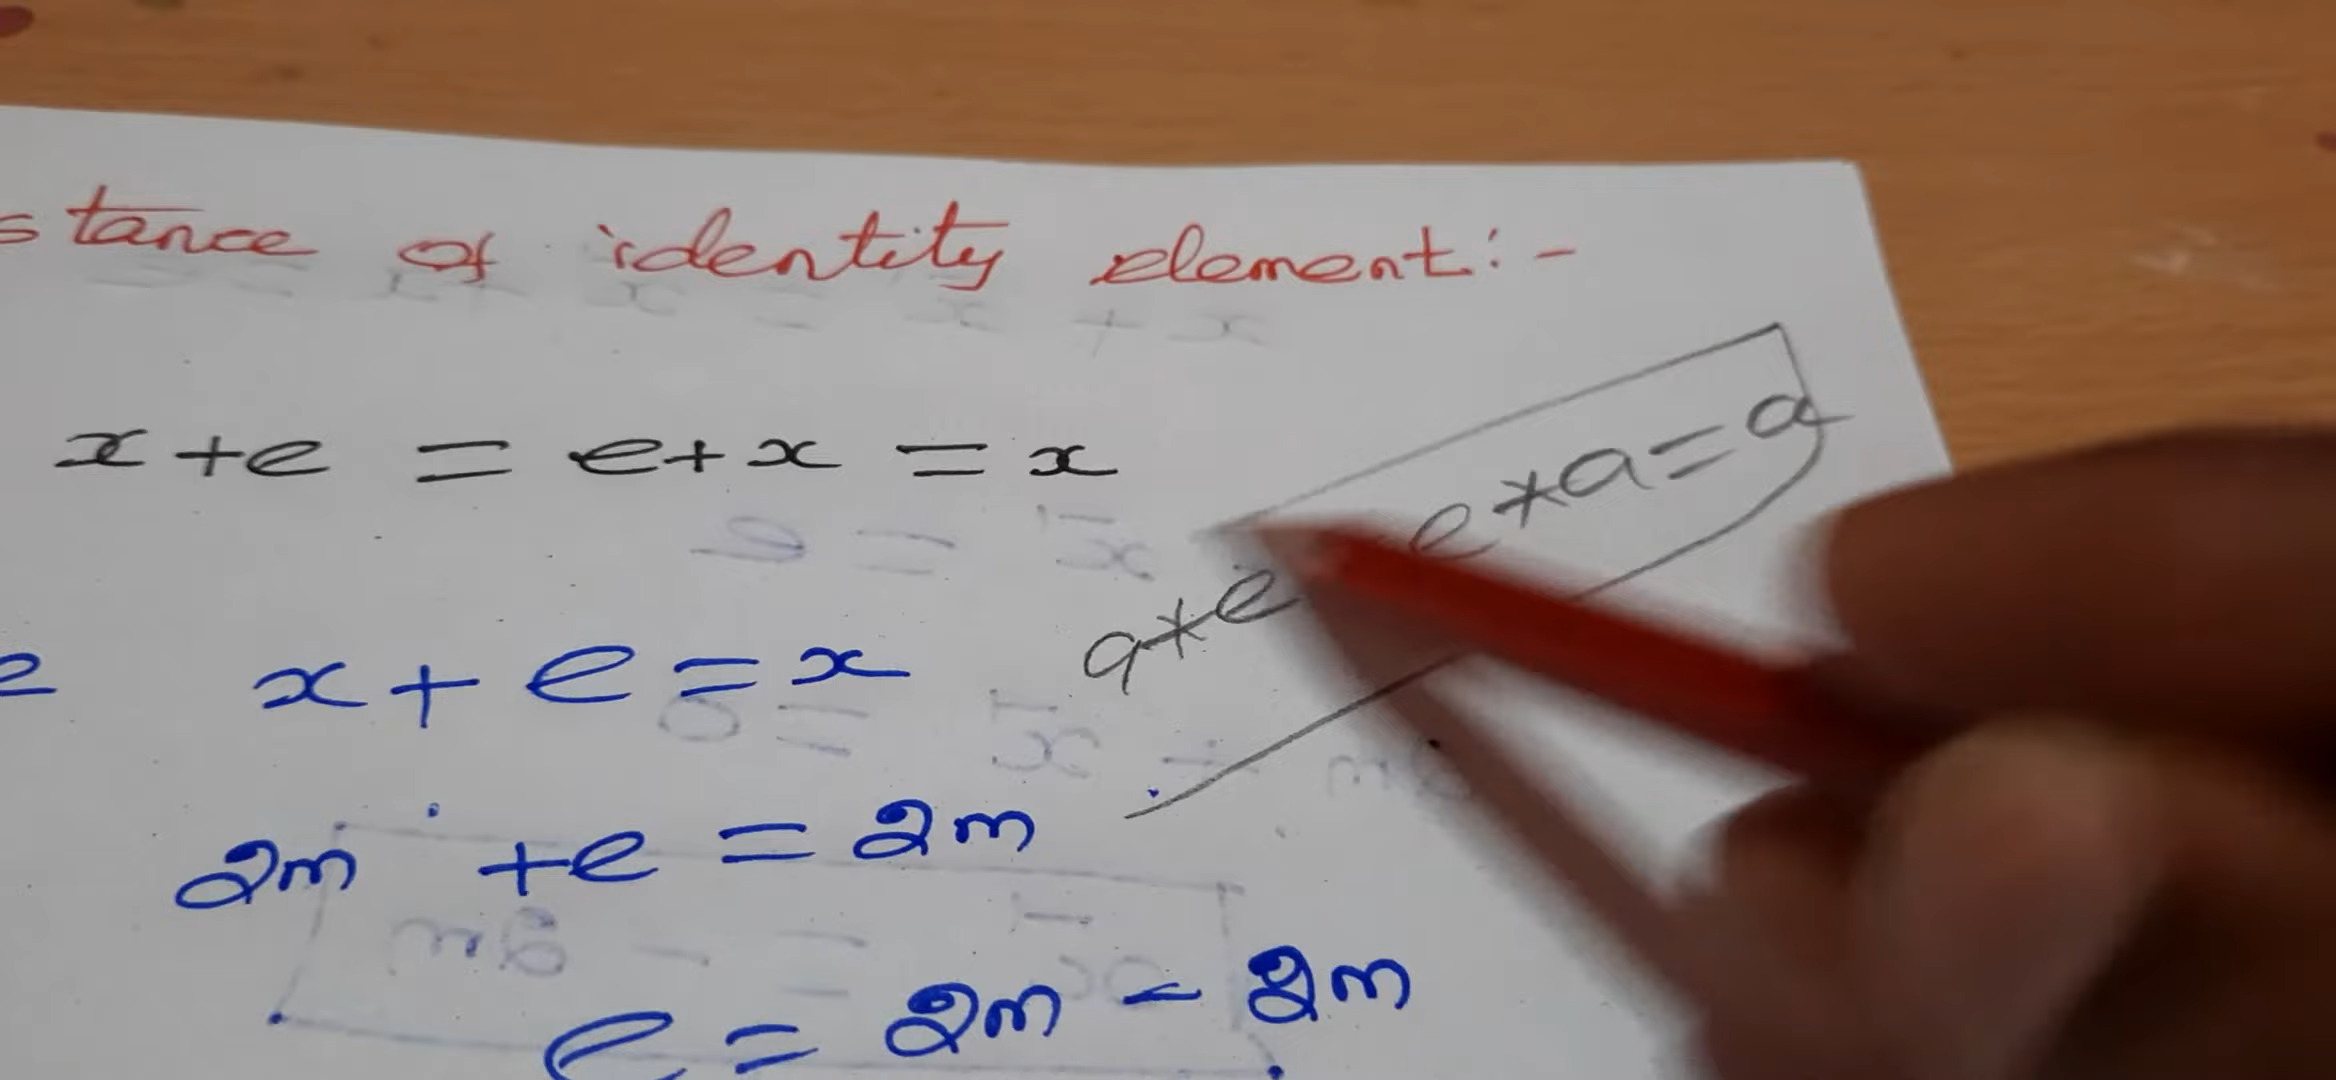 stance of identity element:-
x+e = e+x = x
a*e e*a=a
e x + e = x
2m +e = 2m
e = 2m - 2m